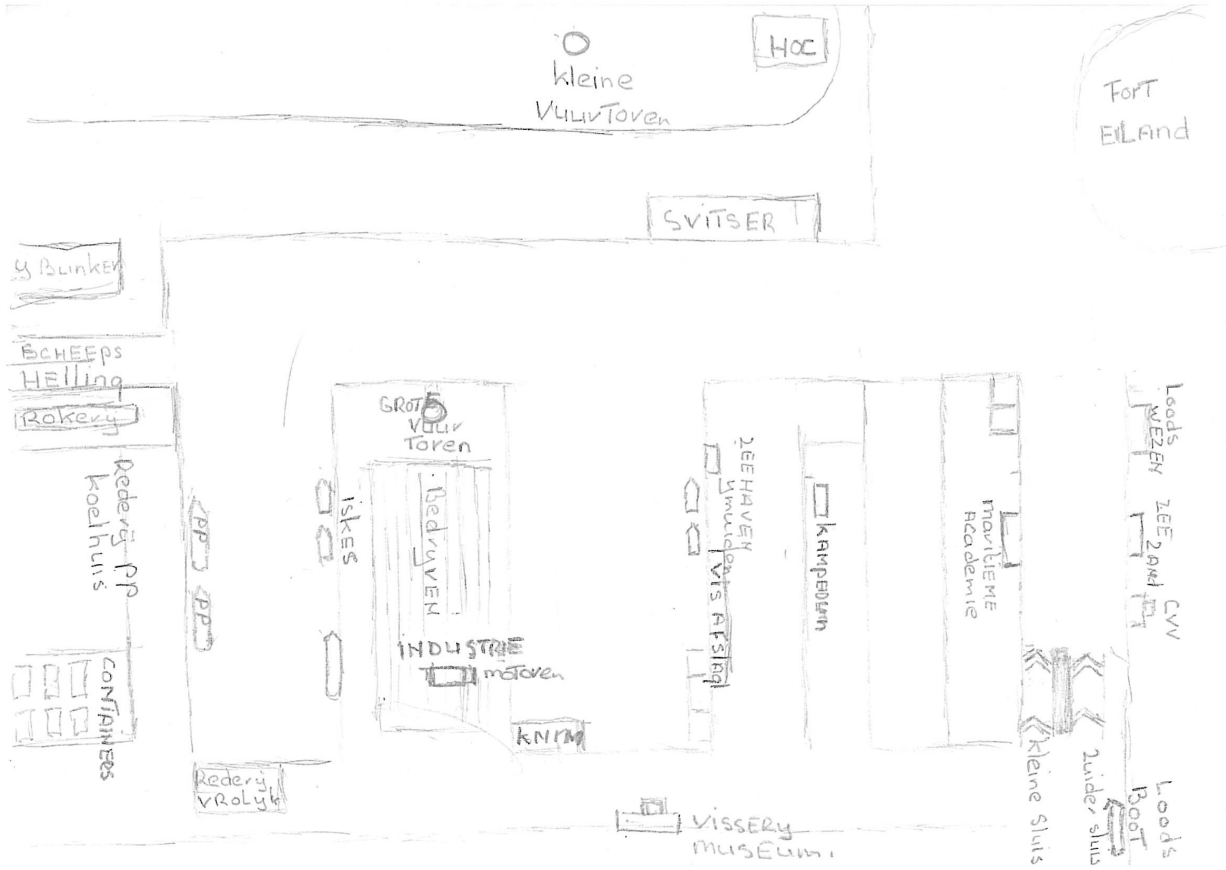 HOC
kleine
VuurToren
ForT
EILAnd
SVITSER
y Bunker
SCHEEPS
HElling
Rokery
GROTE
Vuur
Toren
Rederij PP
koelhuis
PP
PP
ISKES
Bedryven
ZEEHAVEN
ymuiden
VIS AFSlAg
KAMPEDUIN
mARITIEME
ACADEMIE
Loods
WEZEN
ZEE
ZAnd
CVV
INDUSTRIE
moToren
CONTAINERS
KNRM
Redery
VROLyk
kleine Sluis
Zuider sluis
Loods
BOOT
VISSERy
musEum.